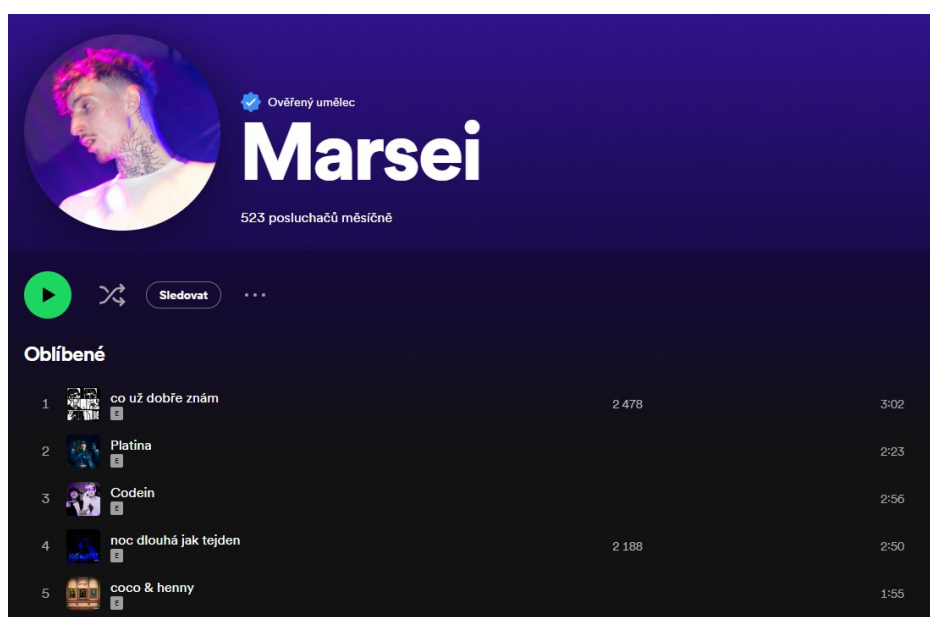 Ověřený umělec
Marsei
523 posluchačů měsíčně
Sledovat
Oblíbené
1 co už dobře znám 2 478 3:02
E
2 Platina 2:23
E
3 Codein 2:56
E
4 noc dlouhá jak tejden 2 188 2:50
E
5 coco & henny 1:55
E